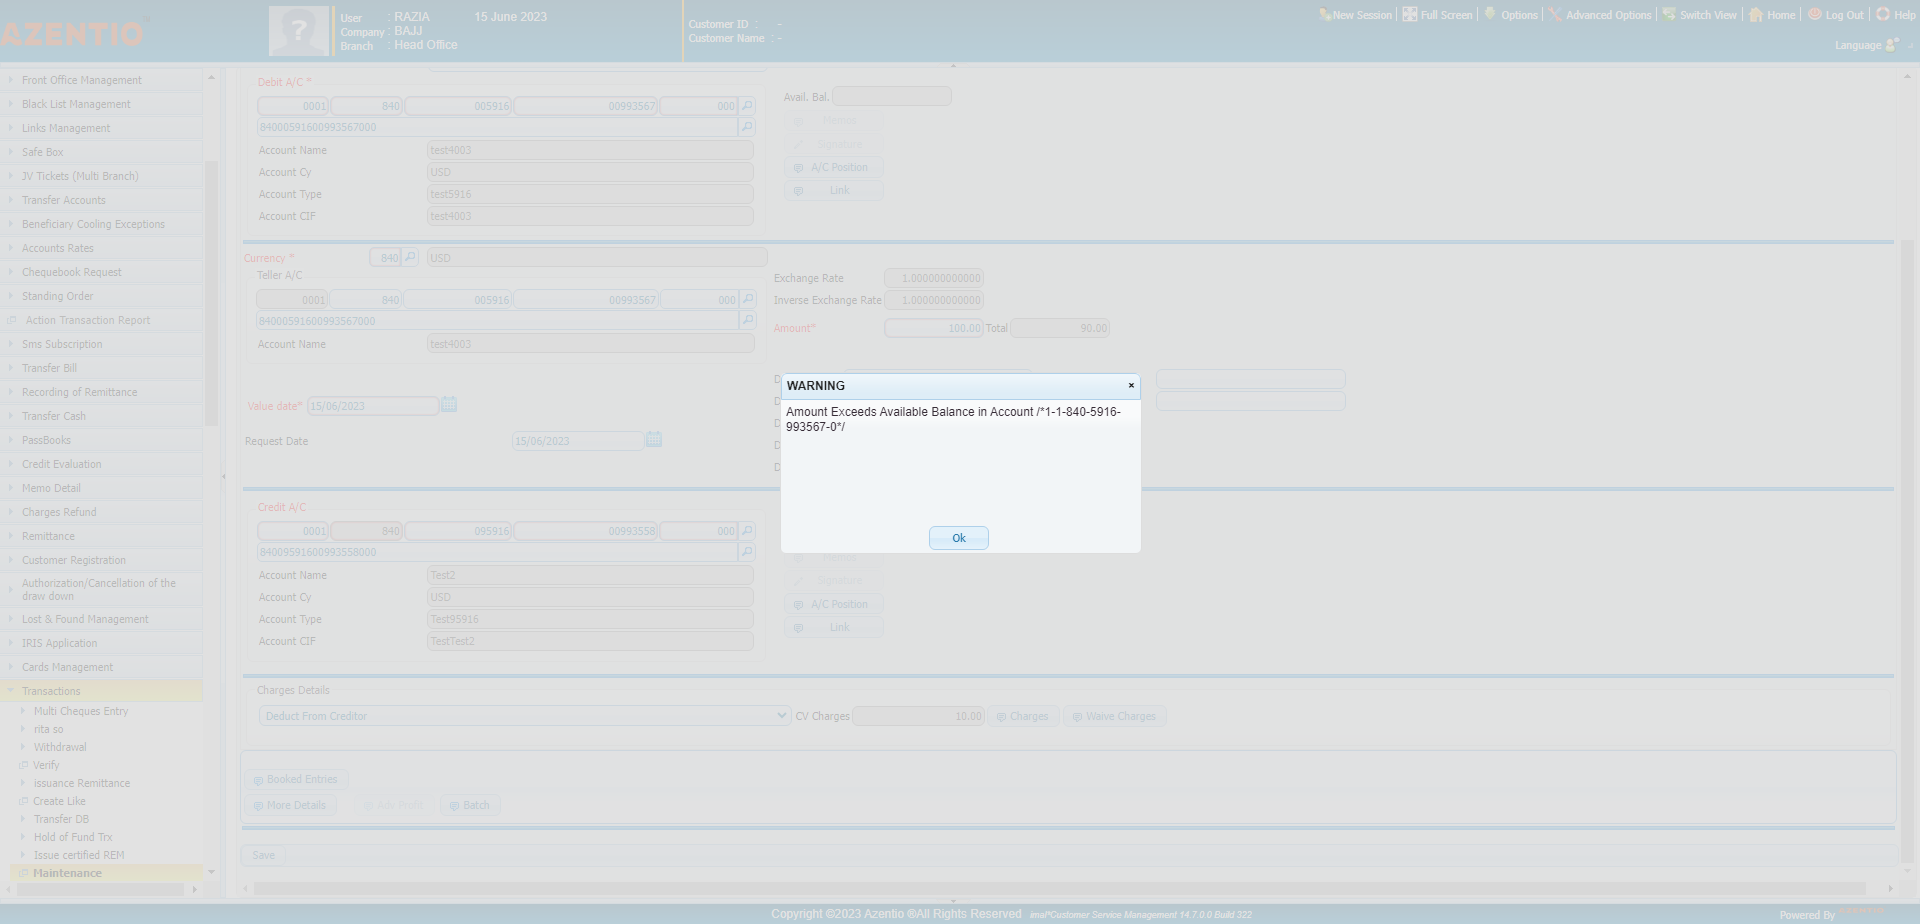 AZENTIO
User : RAZIA 15 June 2023
Company : BAJJ
Branch : Head Office
Customer ID : -
Customer Name : -
New Session Full Screen Options Advanced Options Switch View Home Log Out Help
Language
Front Office Management
Black List Management
Links Management
Safe Box
JV Tickets (Multi Branch)
Transfer Accounts
Beneficiary Cooling Exceptions
Accounts Rates
Chequebook Request
Standing Order
Action Transaction Report
Sms Subscription
Transfer Bill
Recording of Remittance
Transfer Cash
PassBooks
Credit Evaluation
Memo Detail
Charges Refund
Remittance
Customer Registration
Authorization/Cancellation of the
draw down
Lost & Found Management
IRIS Application
Cards Management
Transactions
Multi Cheques Entry
rita so
Withdrawal
Verify
issuance Remittance
Create Like
Transfer DB
Hold of Fund Trx
Issue certified REM
Maintenance
Debit A/C *
0001 840 005916 00993567 000
84000591600993567000
Account Name test4003
Account Cy USD
Account Type test5916
Account CIF test4003
Avail. Bal.
Memos
Signature
A/C Position
Link
Currency * 840 USD
Teller A/C
0001 840 005916 00993567 000
84000591600993567000
Account Name test4003
Exchange Rate 1.000000000000
Inverse Exchange Rate 1.000000000000
Amount* 100.00 Total 90.00
Value date* 15/06/2023
Request Date 15/06/2023
D
D
D
D
D
WARNING ×
Amount Exceeds Available Balance in Account /*1-1-840-5916-
993567-0*/
Ok
Credit A/C
0001 840 095916 00993558 000
84009591600993558000
Account Name Test2
Account Cy USD
Account Type Test95916
Account CIF TestTest2
Memos
Signature
A/C Position
Link
Charges Details
Deduct From Creditor CV Charges 10.00 Charges Waive Charges
Booked Entries
More Details Adv Profit Batch
Save
Copyright ©2023 Azentio ®All Rights Reserved imal*Customer Service Management 14.7.0.0 Build 322
Powered By